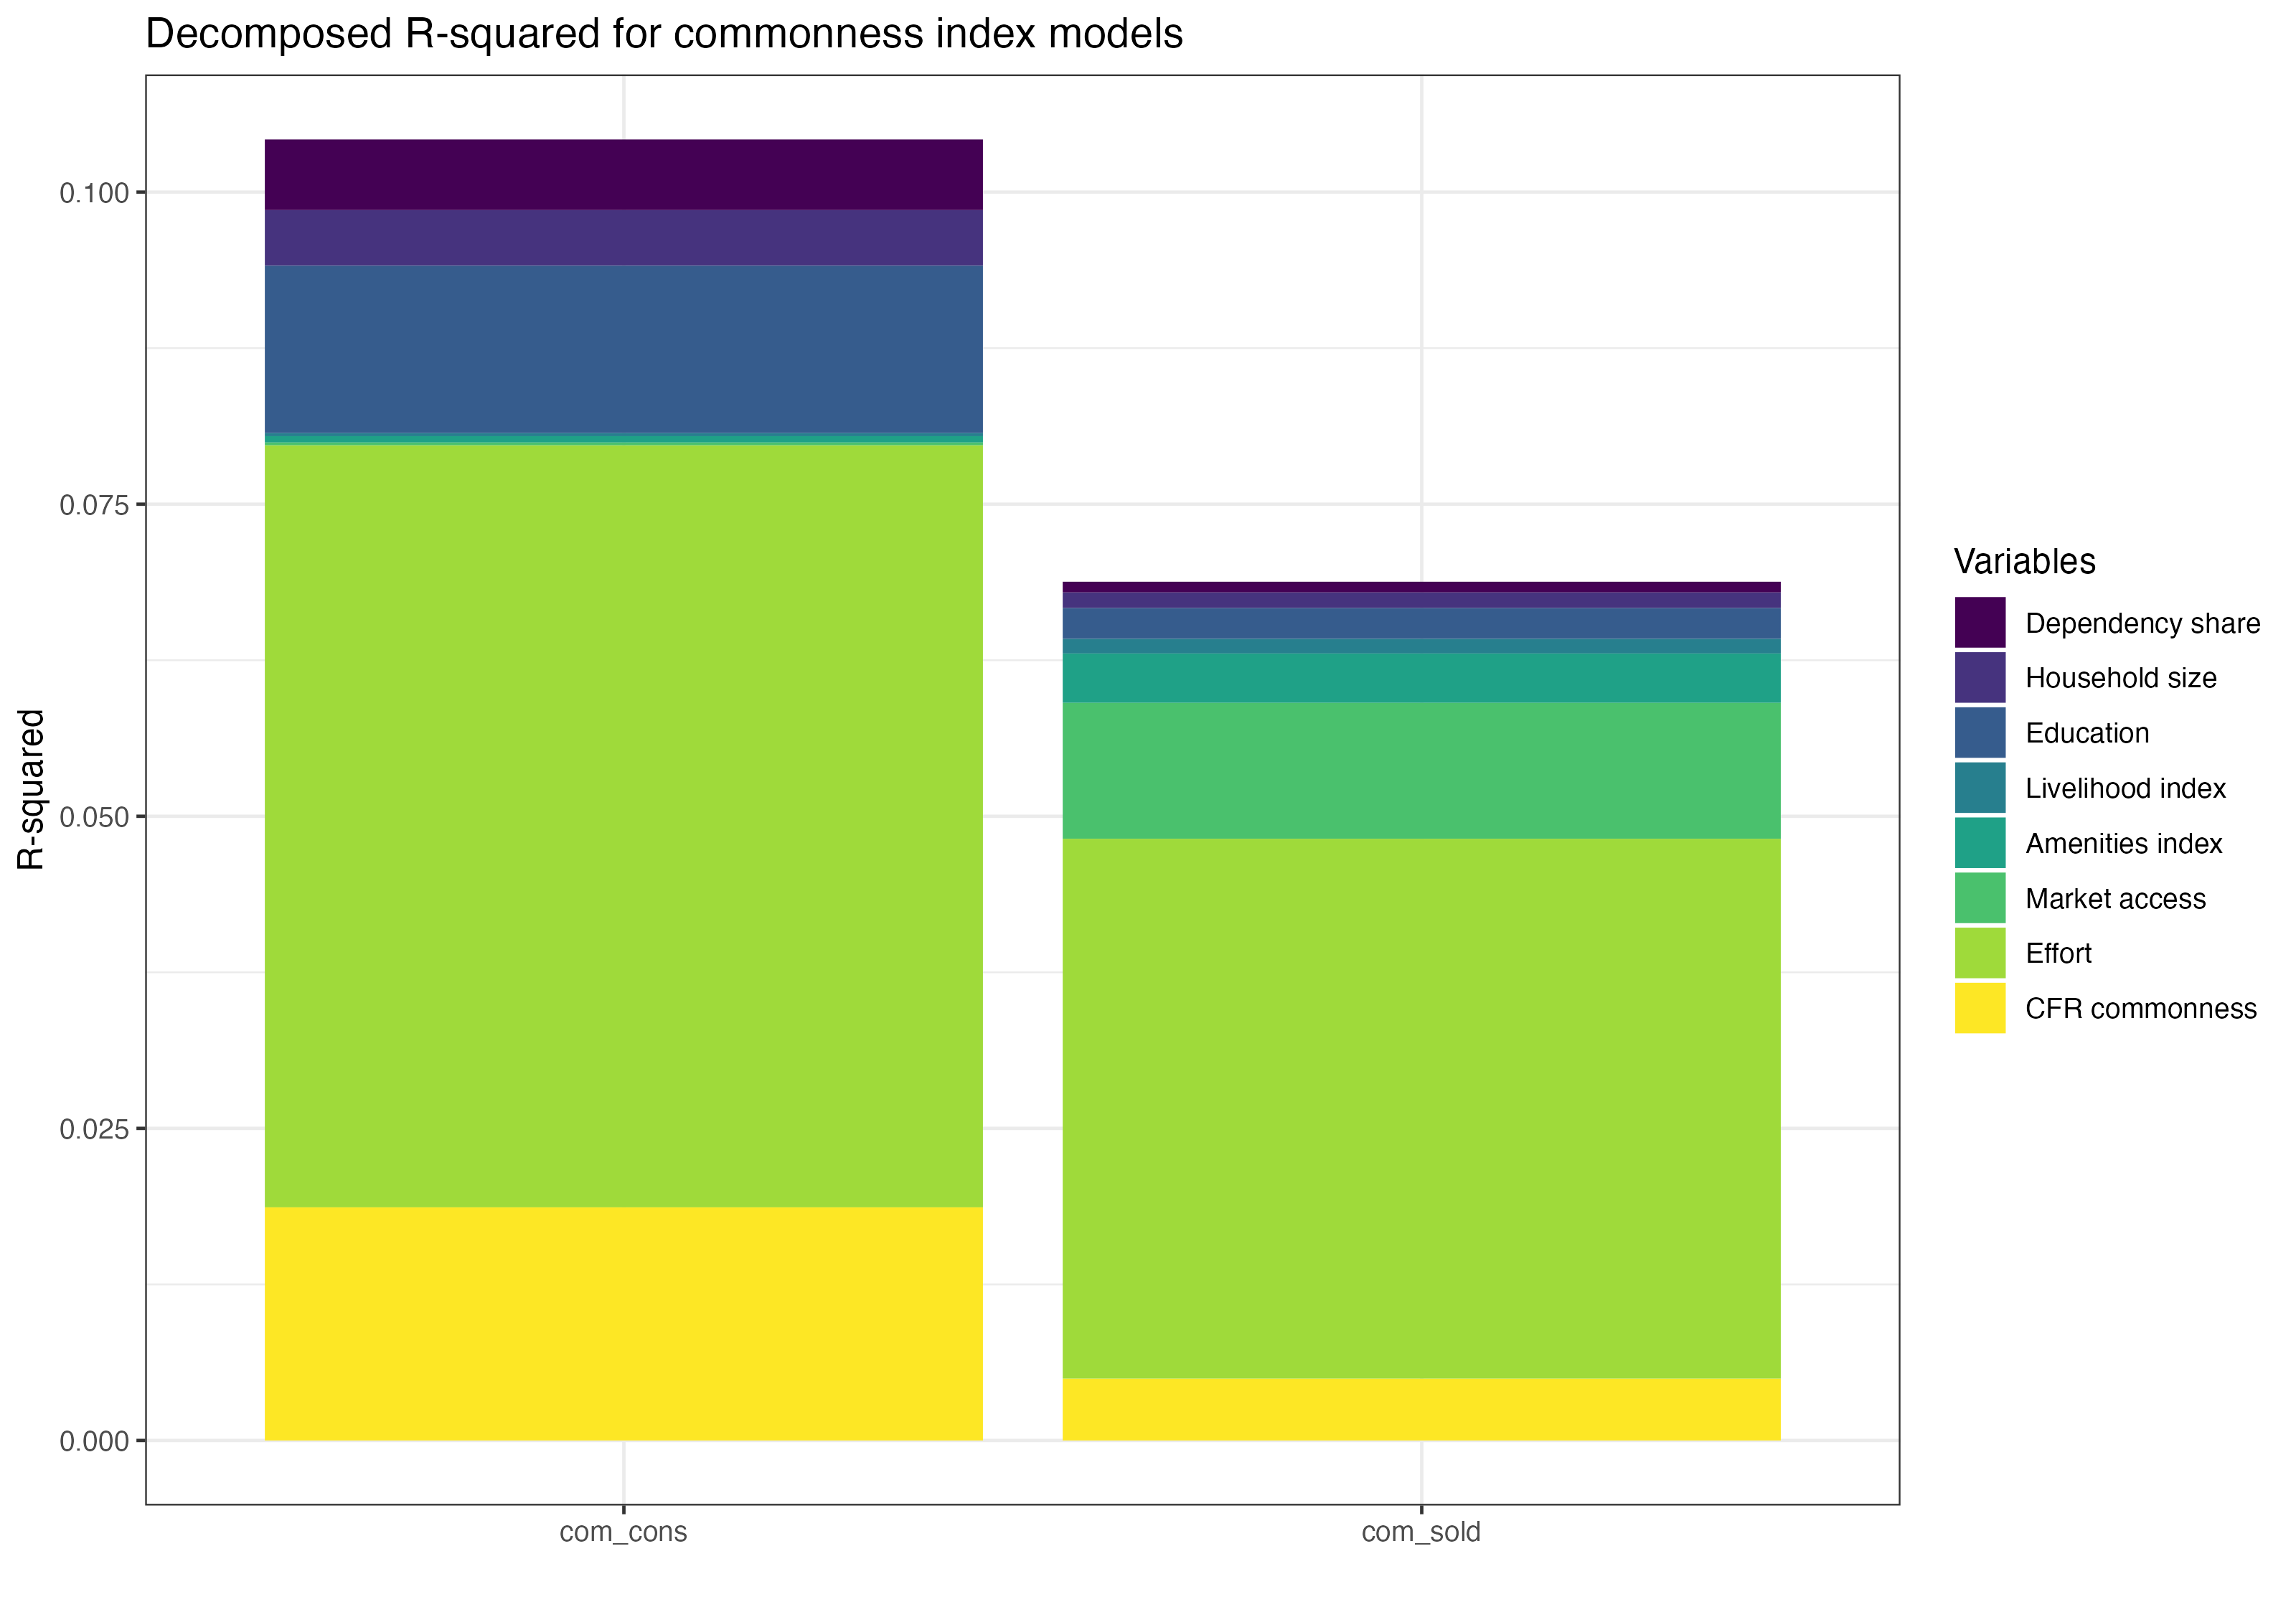 Decomposed R-squared for commonness index models
R-squared
0.100
0.075
0.050
0.025
0.000
com_cons
com_sold
Variables
Dependency share
Household size
Education
Livelihood index
Amenities index
Market access
Effort
CFR commonness